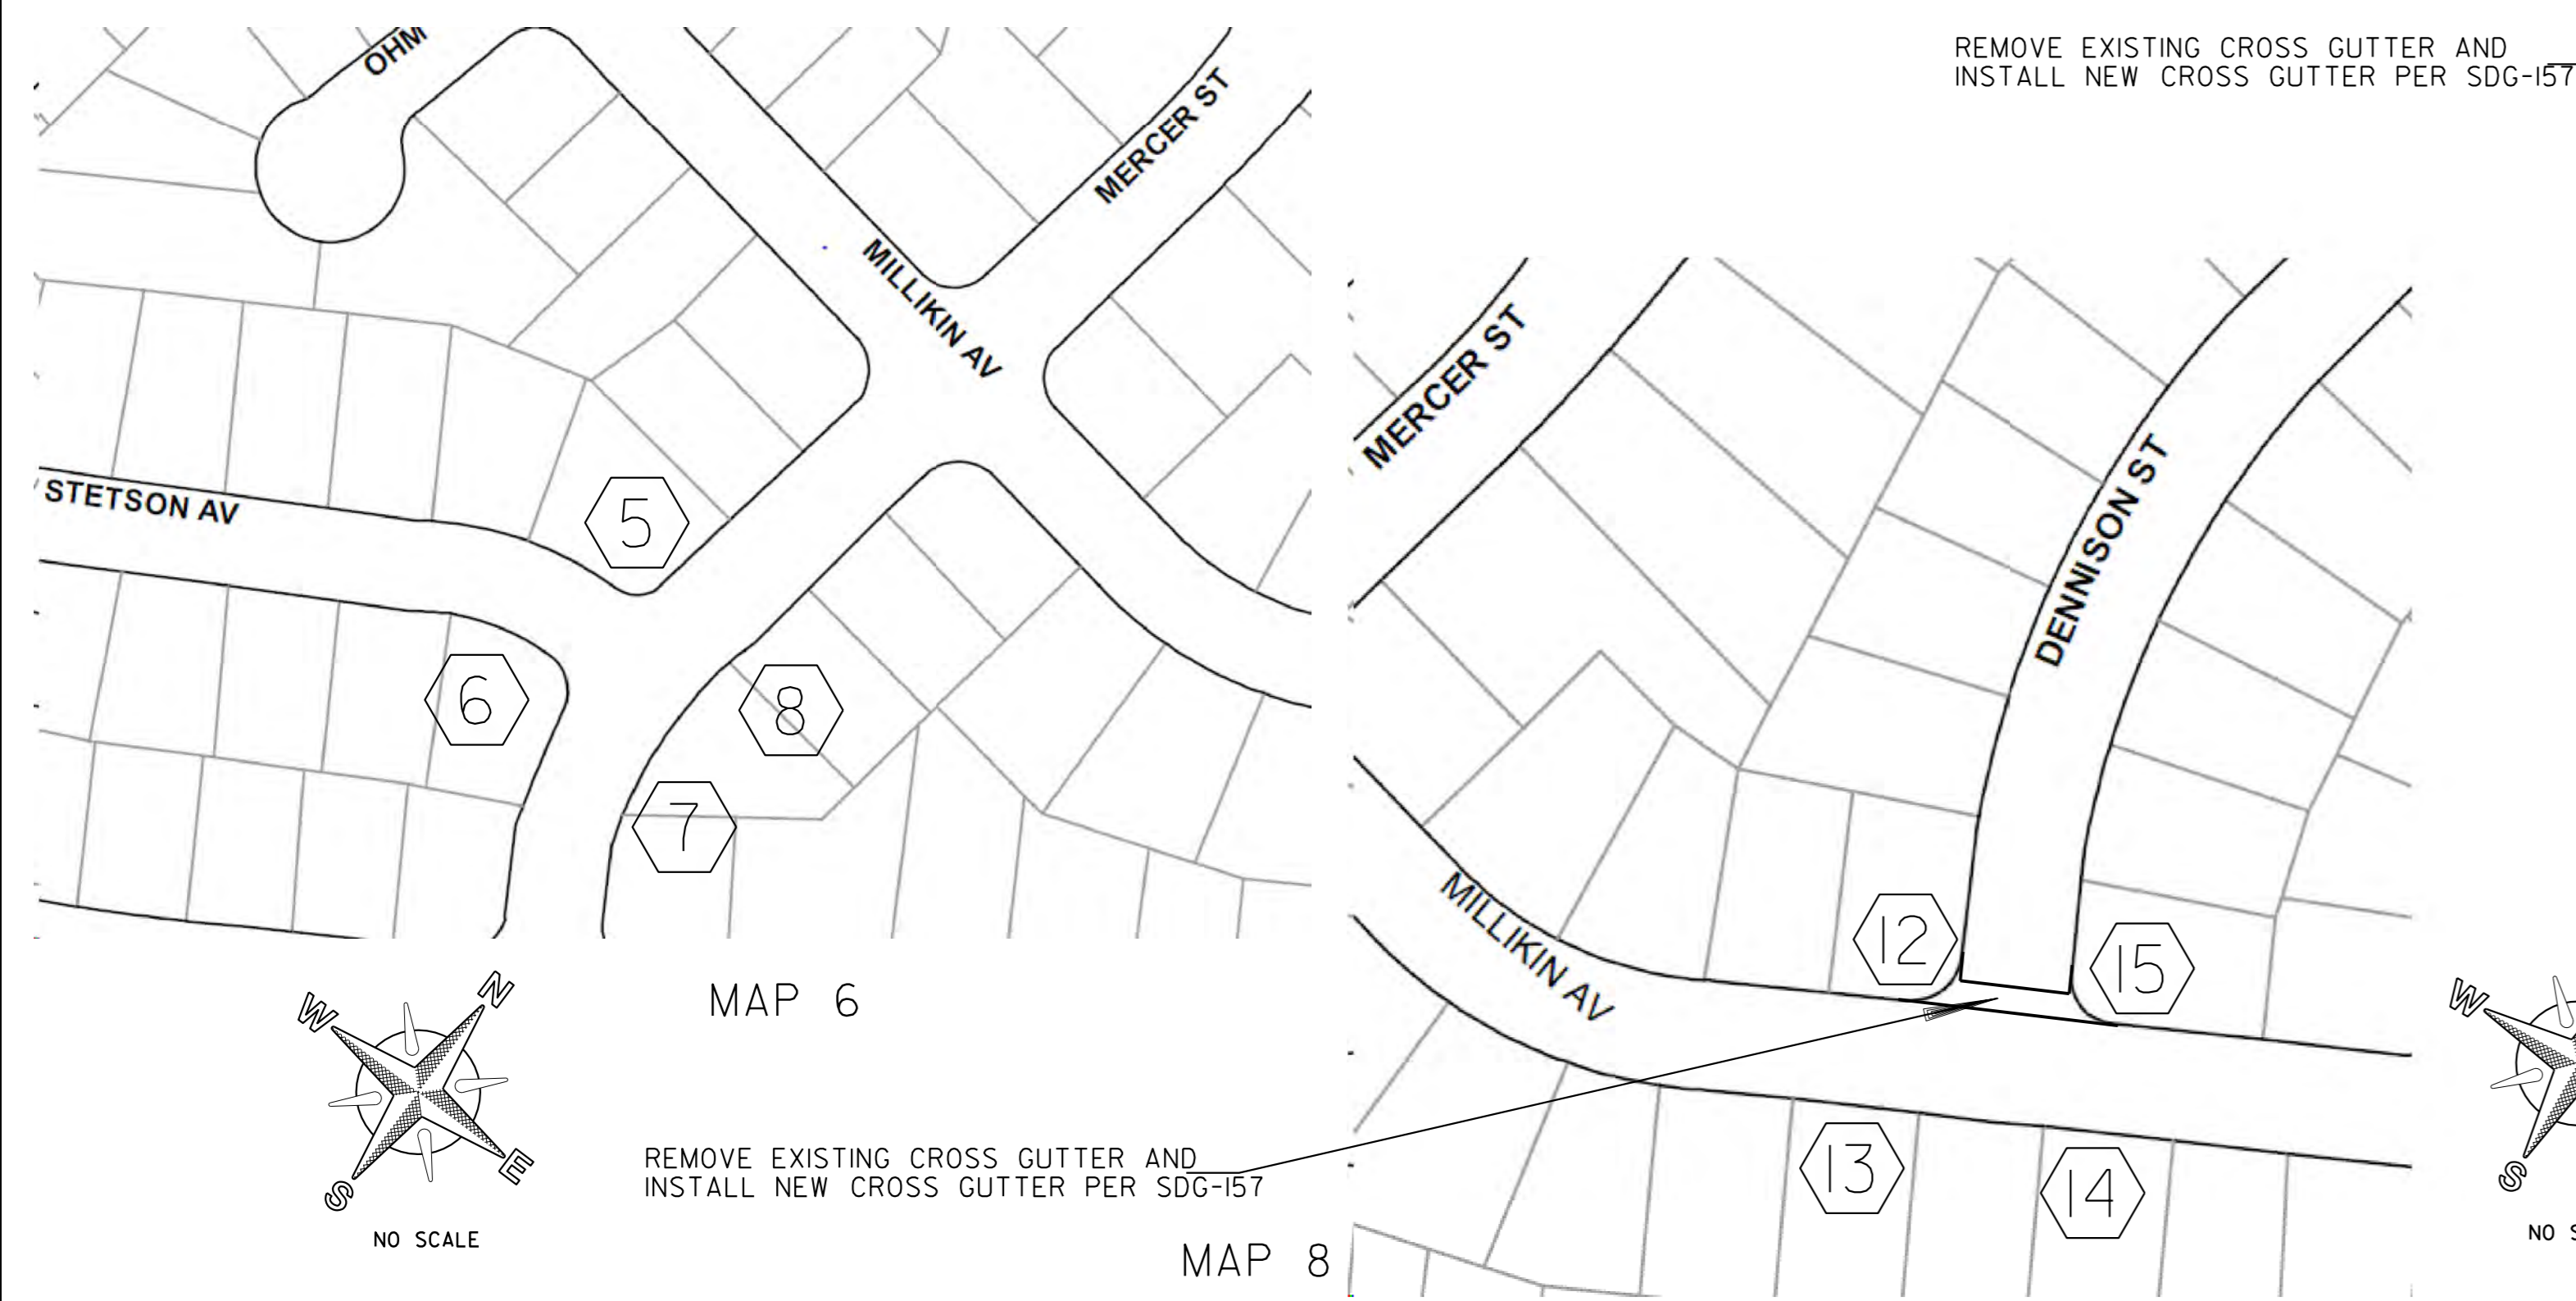 REMOVE EXISTING CROSS GUTTER AND
INSTALL NEW CROSS GUTTER PER SDG-157
OHM
MERCER ST
MILLIKIN AV
STETSON AV
5
6
7
8
MERCER ST
DENNISON ST
MILLIKIN AV
12
15
13
14
MAP 6
W
N
S
E
NO SCALE
REMOVE EXISTING CROSS GUTTER AND
INSTALL NEW CROSS GUTTER PER SDG-157
MAP 8
W
S
NO